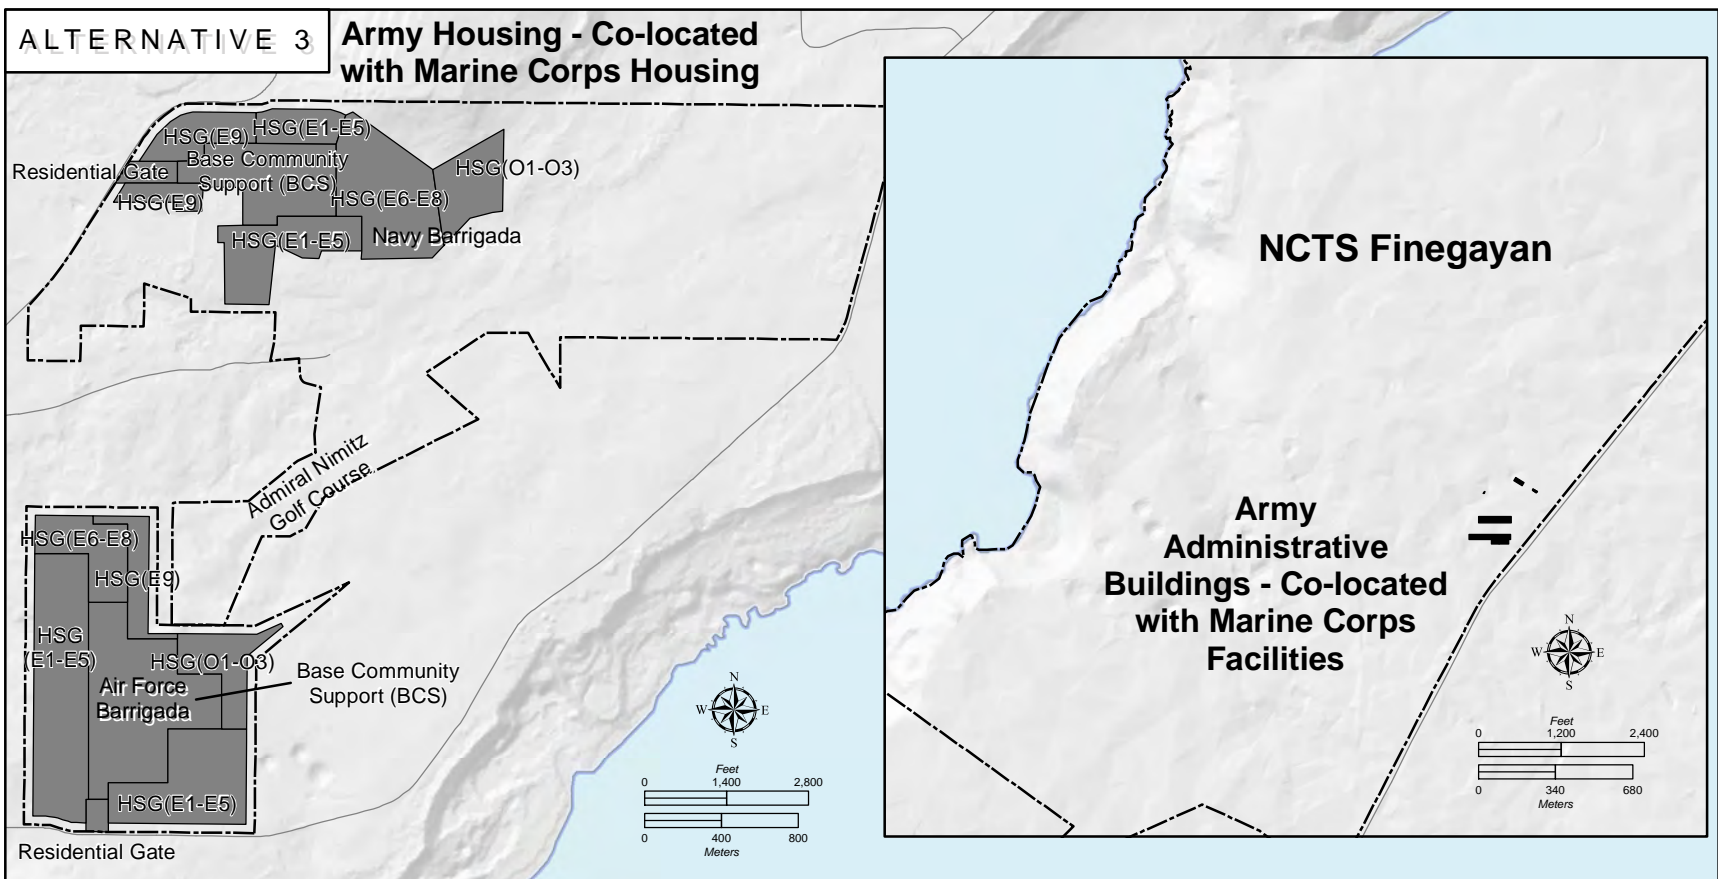 ALTERNATIVE 3
Army Housing - Co-located
with Marine Corps Housing
HSG(E9)
HSG(E1-E5)
Residential Gate
Base Community
Support (BCS)
HSG(O1-O3)
HSG(E9)
HSG(E6-E8)
HSG(E1-E5)
Navy Barrigada
Admiral Nimitz
Golf Course
HSG(E6-E8)
HSG(E9)
HSG
(E1-E5)
HSG(O1-O3)
Air Force
Barrigada
Base Community
Support (BCS)
HSG(E1-E5)
Residential Gate
N
W E
S
Feet
0 1,400 2,800
0 400 800
Meters
NCTS Finegayan
Army
Administrative
Buildings - Co-located
with Marine Corps
Facilities
N
W E
S
Feet
0 1,200 2,400
0 340 680
Meters